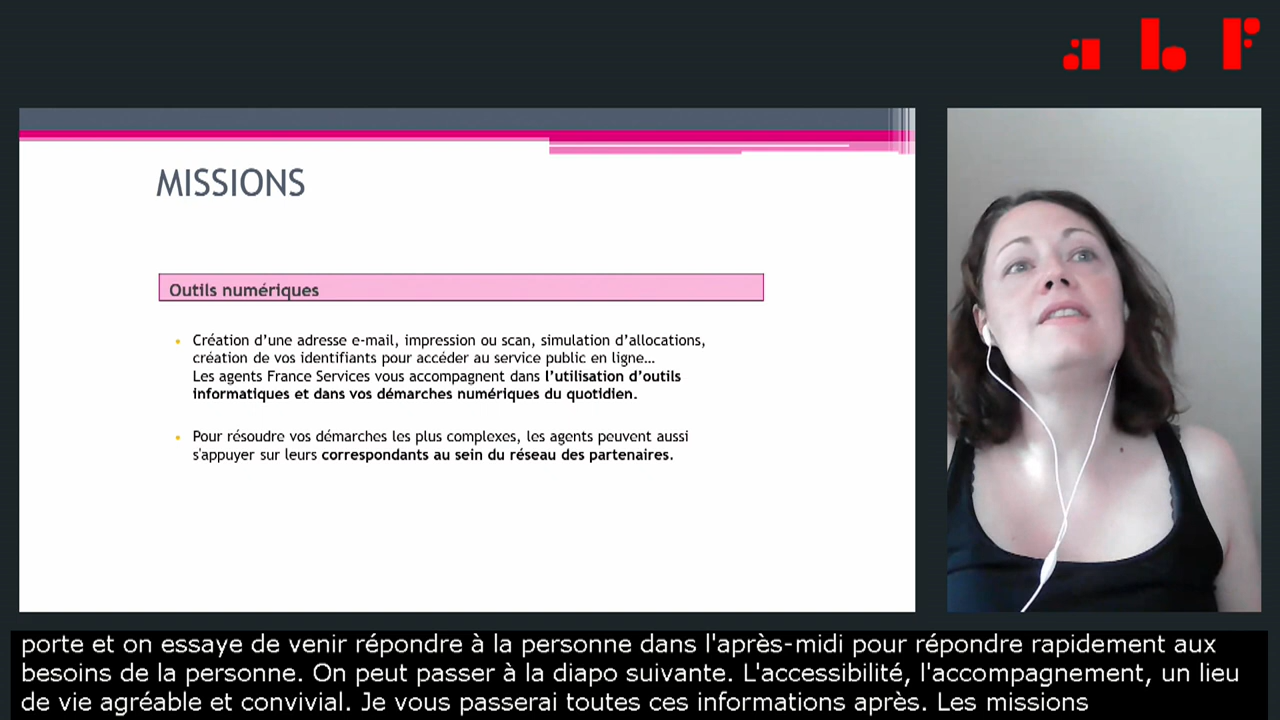 abf
MISSIONS
Outils numériques
Création d’une adresse e-mail, impression ou scan, simulation d’allocations,
création de vos identifiants pour accéder au service public en ligne…
Les agents France Services vous accompagnent dans l’utilisation d’outils
informatiques et dans vos démarches numériques du quotidien.
Pour résoudre vos démarches les plus complexes, les agents peuvent aussi
s'appuyer sur leurs correspondants au sein du réseau des partenaires.
porte et on essaye de venir répondre à la personne dans l'après-midi pour répondre rapidement aux
besoins de la personne. On peut passer à la diapo suivante. L'accessibilité, l'accompagnement, un lieu
de vie agréable et convivial. Je vous passerai toutes ces informations après. Les missions